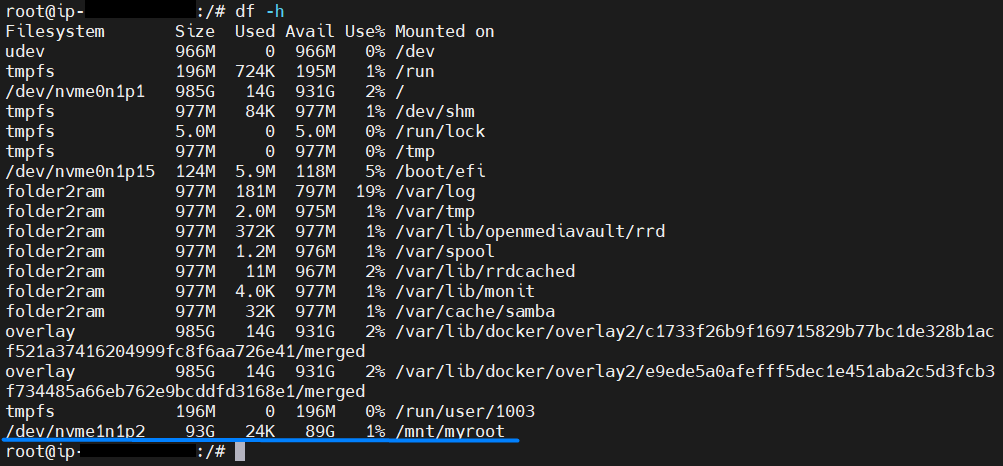 root@ip-:/# df -h
Filesystem Size Used Avail Use% Mounted on
udev 966M 0 966M 0% /dev
tmpfs 196M 724K 195M 1% /run
/dev/nvme0n1p1 985G 14G 931G 2% /
tmpfs 977M 84K 977M 1% /dev/shm
tmpfs 5.0M 0 5.0M 0% /run/lock
tmpfs 977M 0 977M 0% /tmp
/dev/nvme0n1p15 124M 5.9M 118M 5% /boot/efi
folder2ram 977M 181M 797M 19% /var/log
folder2ram 977M 2.0M 975M 1% /var/tmp
folder2ram 977M 372K 977M 1% /var/lib/openmediavault/rrd
folder2ram 977M 1.2M 976M 1% /var/spool
folder2ram 977M 11M 967M 2% /var/lib/rrdcached
folder2ram 977M 4.0K 977M 1% /var/lib/monit
folder2ram 977M 32K 977M 1% /var/cache/samba
overlay 985G 14G 931G 2% /var/lib/docker/overlay2/c1733f26b9f169715829b77bc1de328b1ac
f521a37416204999fc8f6aa726e41/merged
overlay 985G 14G 931G 2% /var/lib/docker/overlay2/e9ede5a0afefff5dec1e451aba2c5d3fcb3
f734485a66eb762e9bcddfd3168e1/merged
tmpfs 196M 0 196M 0% /run/user/1003
/dev/nvme1n1p2 93G 24K 89G 1% /mnt/myroot
root@ip-:/#